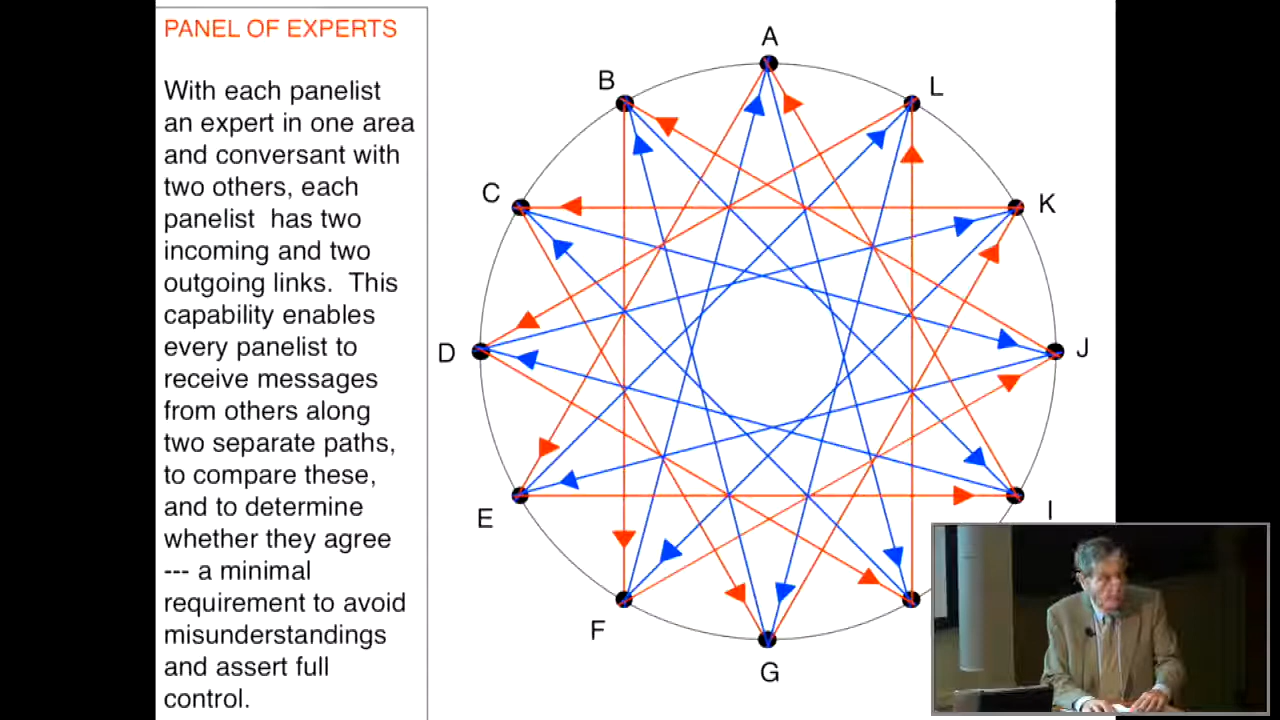 PANEL OF EXPERTS
With each panelist
an expert in one area
and conversant with
two others, each
panelist has two
incoming and two
outgoing links. This
capability enables
every panelist to
receive messages
from others along
two separate paths,
to compare these,
and to determine
whether they agree
--- a minimal
requirement to avoid
misunderstandings
and assert full
control.
A
B
L
C
K
D
J
E
I
F
G